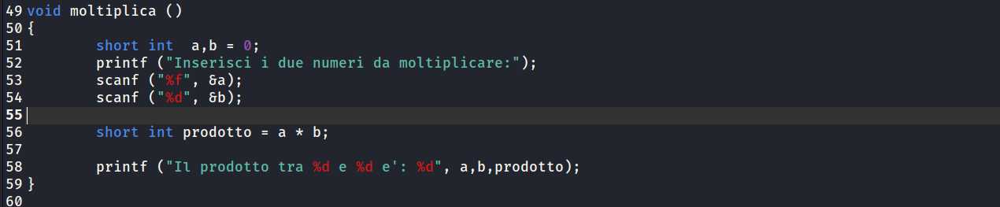 49 void moltiplica ()
50 {
51         short int  a,b = 0;
52         printf ("Inserisci i due numeri da moltiplicare:");
53         scanf ("%f", &a);
54         scanf ("%d", &b);
55
56         short int prodotto = a * b;
57
58         printf ("Il prodotto tra %d e %d e': %d", a,b,prodotto);
59 }
60